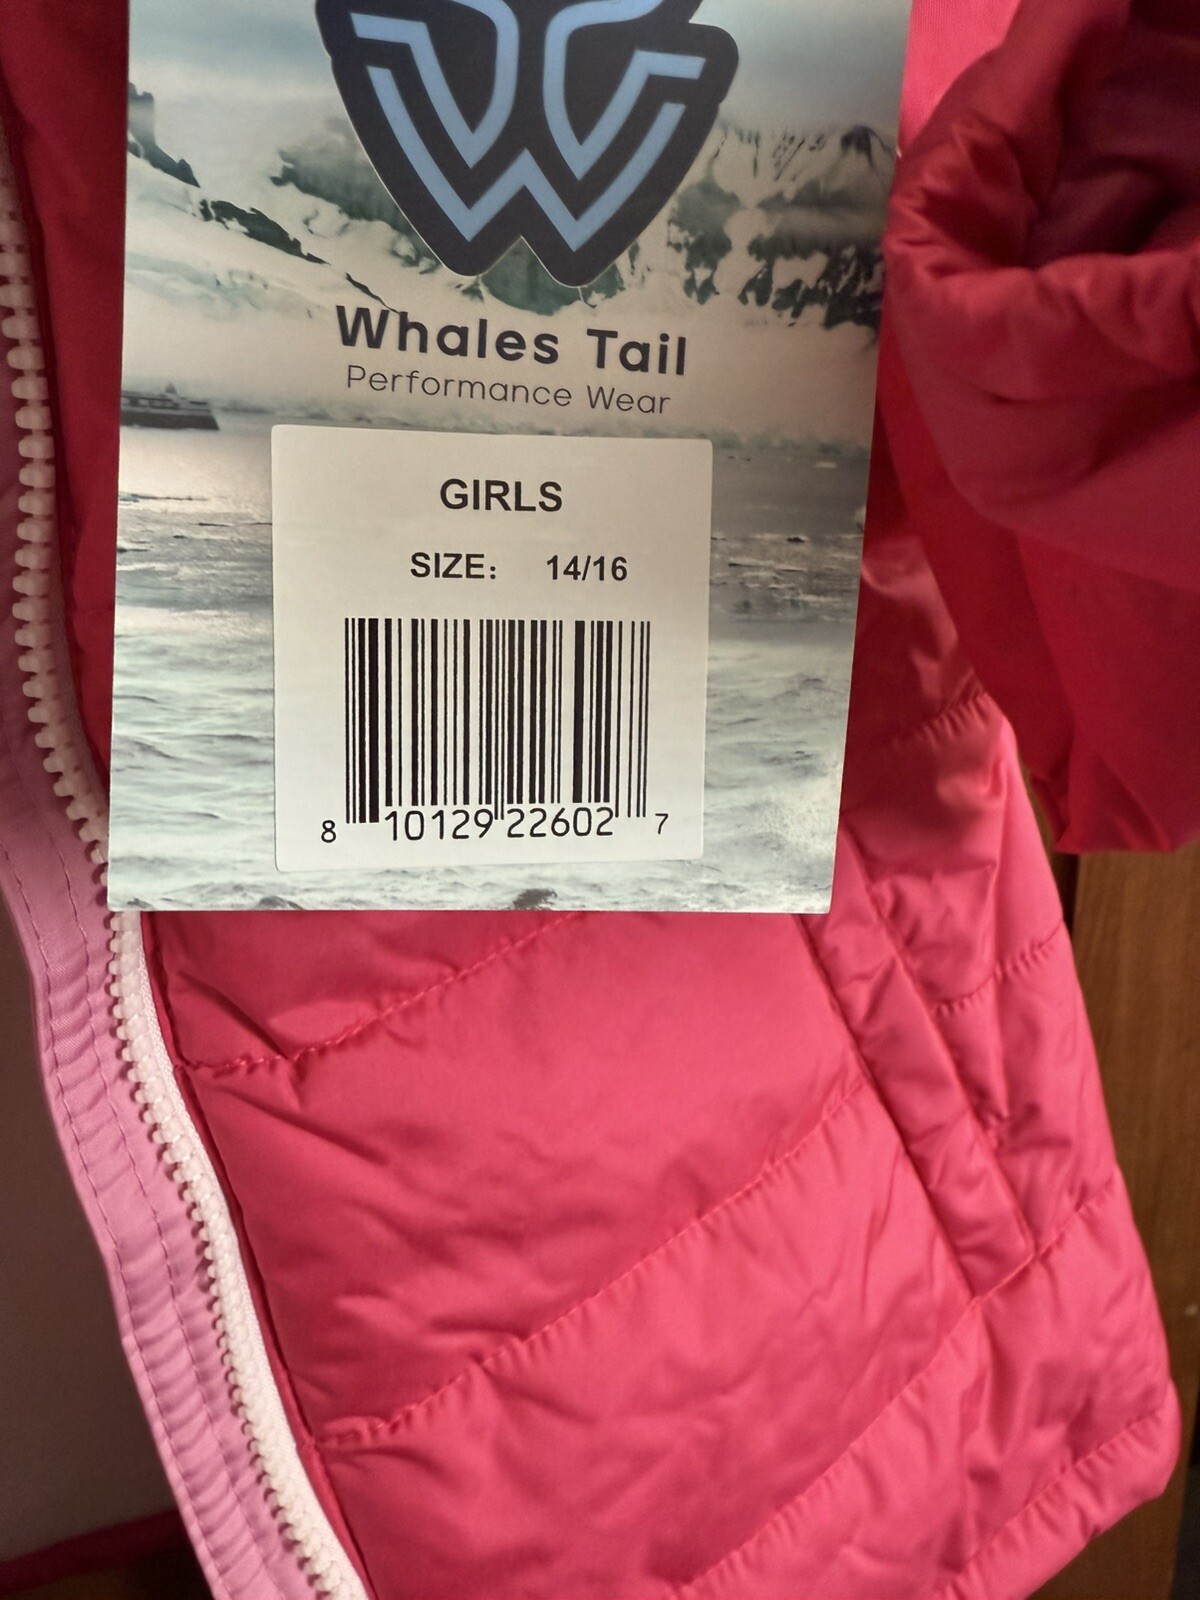 Whales Tail
Performance Wear
GIRLS
SIZE: 14/16
8 10129 22602 7